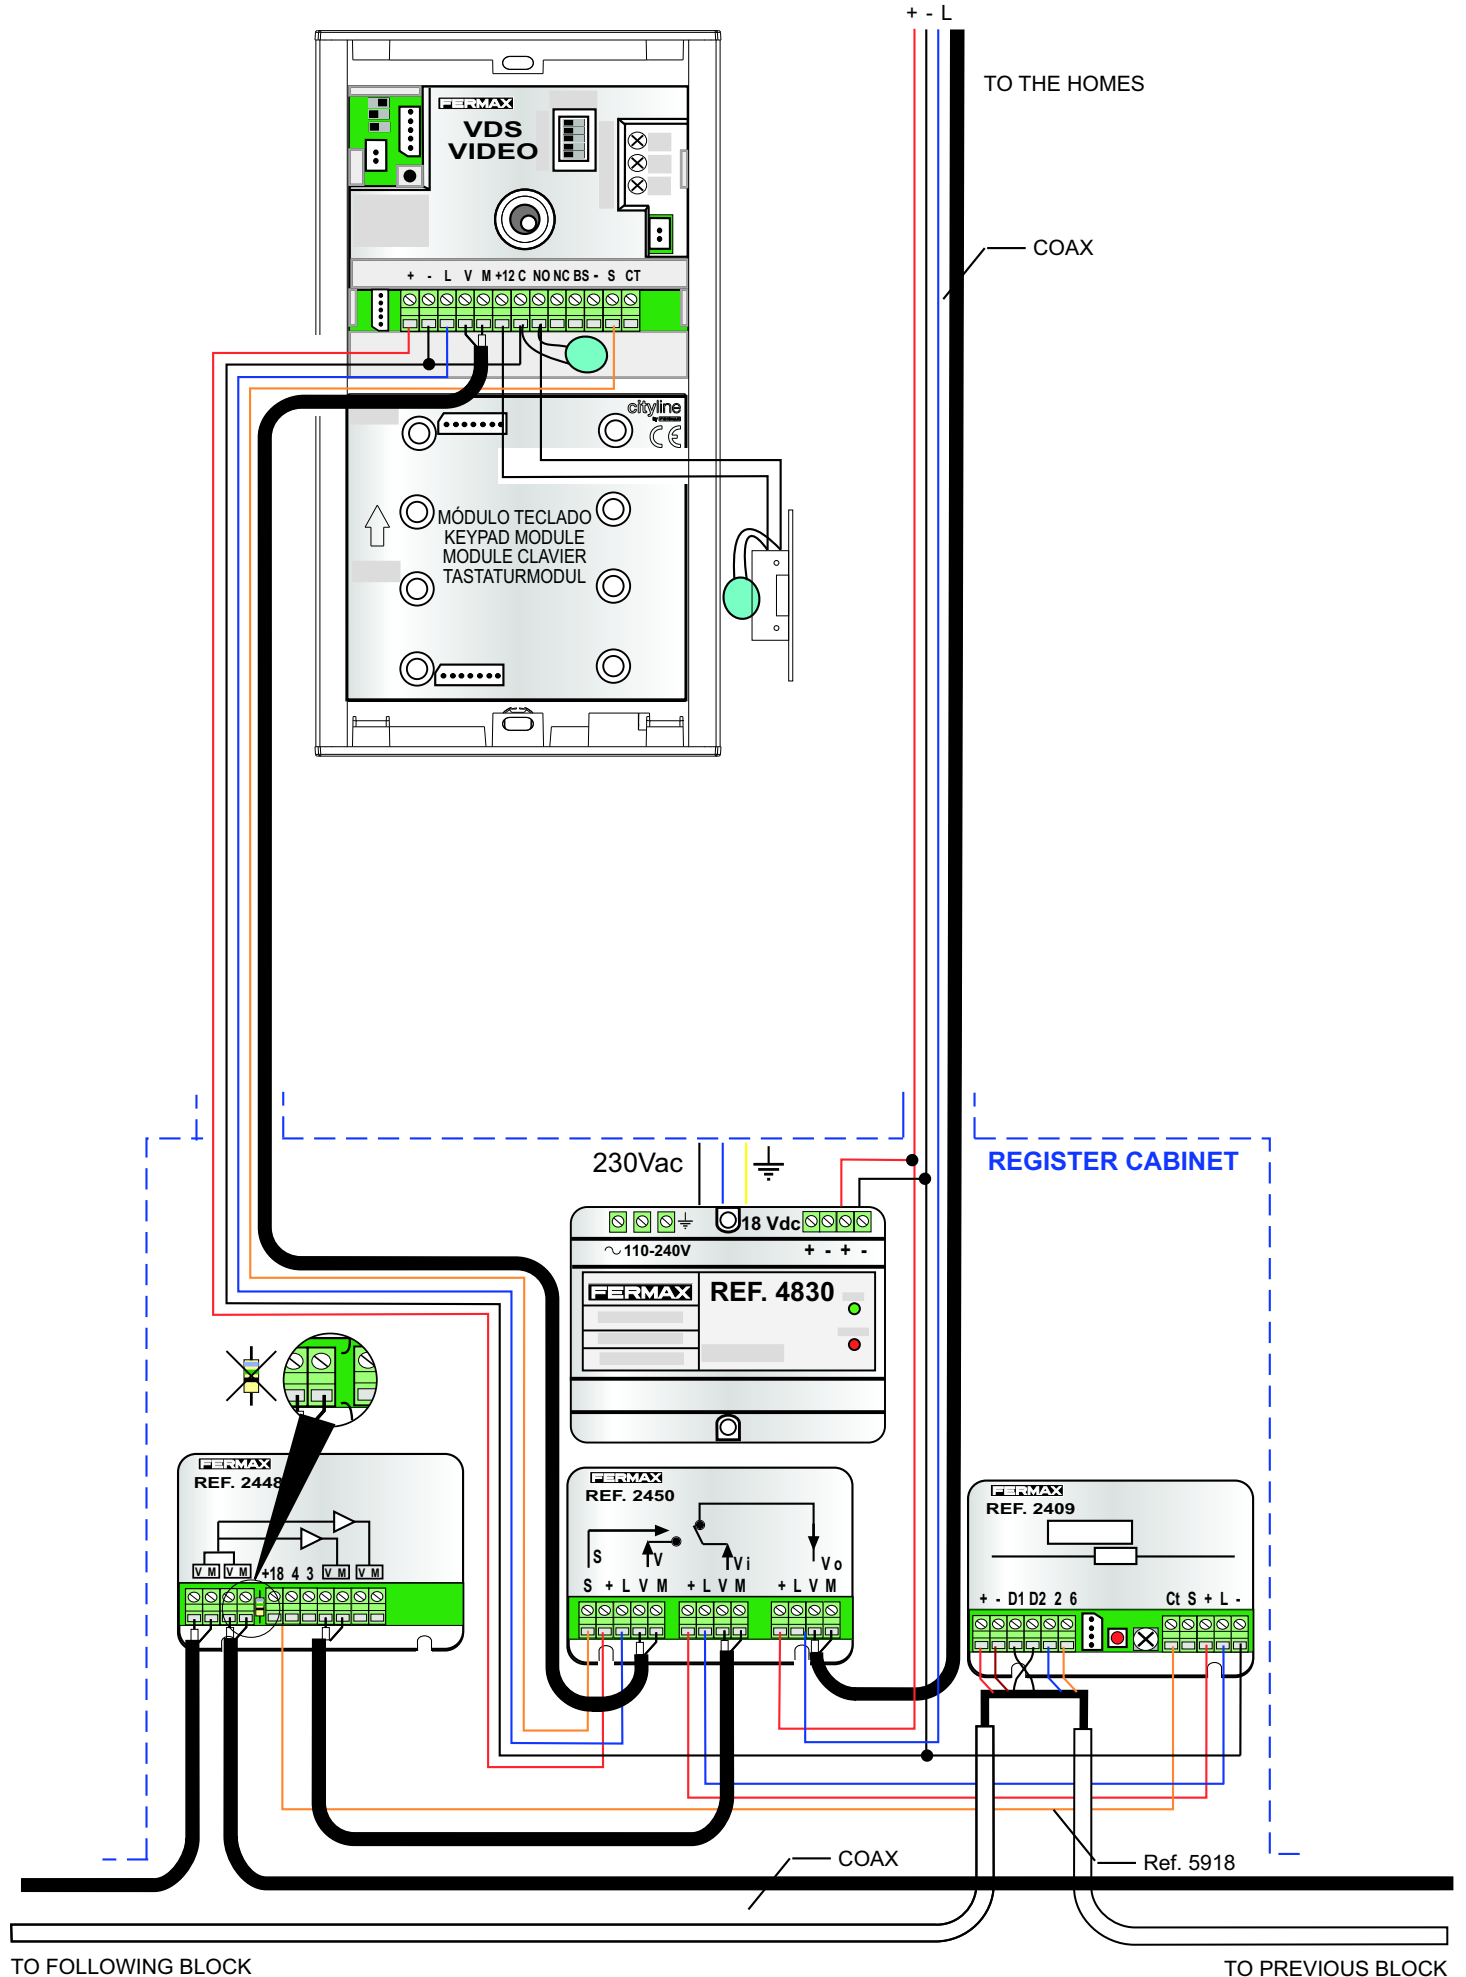 + - L
TO THE HOMES
FERMAX
VDS
VIDEO
COAX
+ - L V M +12 C NO NC BS - S CT
cityline
by FERMAX
CE
MÓDULO TECLADO
KEYPAD MODULE
MODULE CLAVIER
TASTATURMODUL
230Vac
REGISTER CABINET
18 Vdc
110-240V
+ - + -
FERMAX
REF. 4830
FERMAX
REF. 2448
V M V M +18 4 3 V M V M
FERMAX
REF. 2450
S V Vi Vo
S + L V M + L V M + L V M
FERMAX
REF. 2409
+ - D1 D2 2 6 Ct S + L -
COAX
Ref. 5918
TO FOLLOWING BLOCK
TO PREVIOUS BLOCK